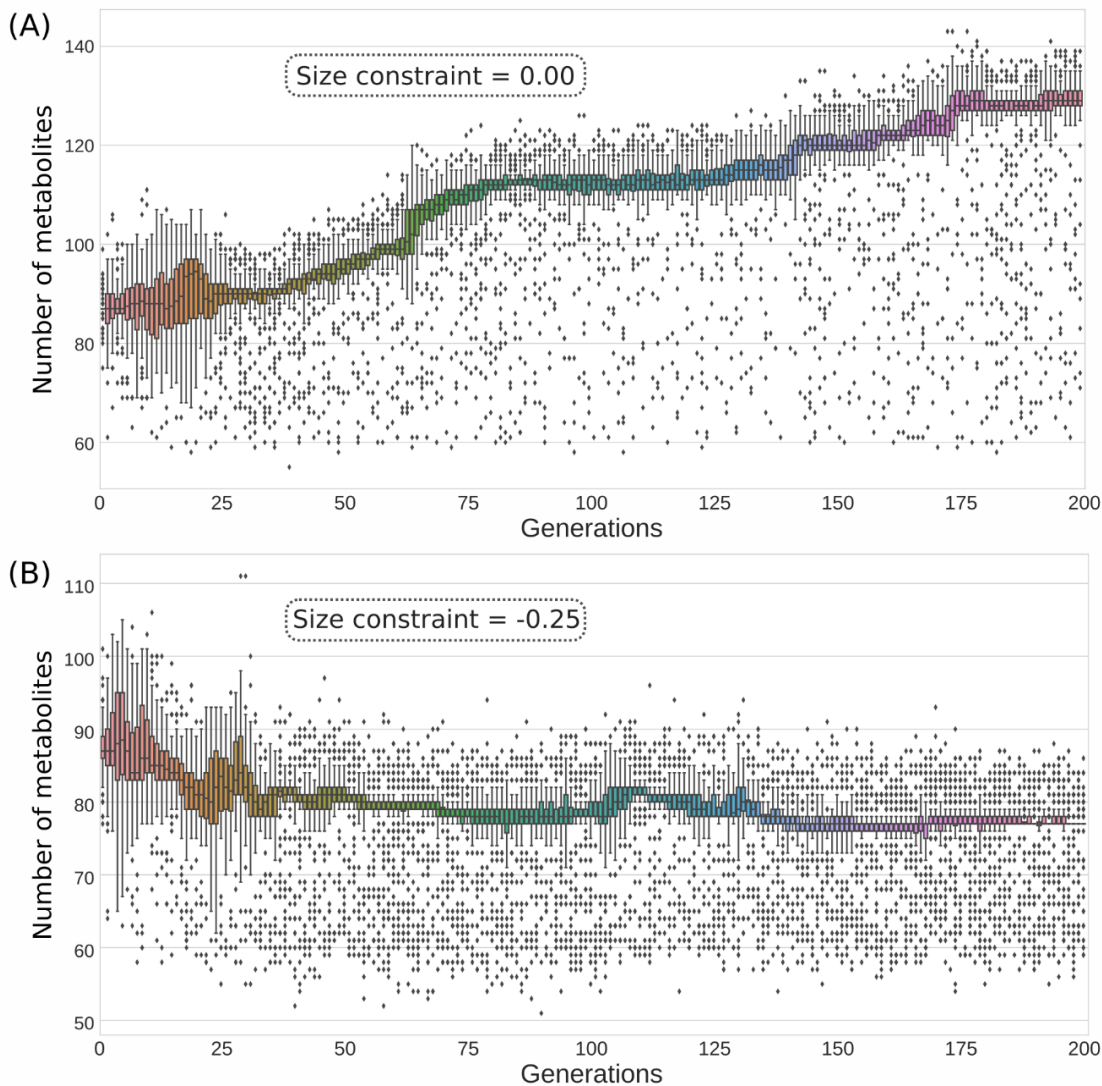 (A)
Size constraint = 0.00
Number of metabolites
140
120
100
80
60
0 25 50 75 100 125 150 175 200
Generations
(B)
Size constraint = -0.25
Number of metabolites
110
100
90
80
70
60
50
0 25 50 75 100 125 150 175 200
Generations